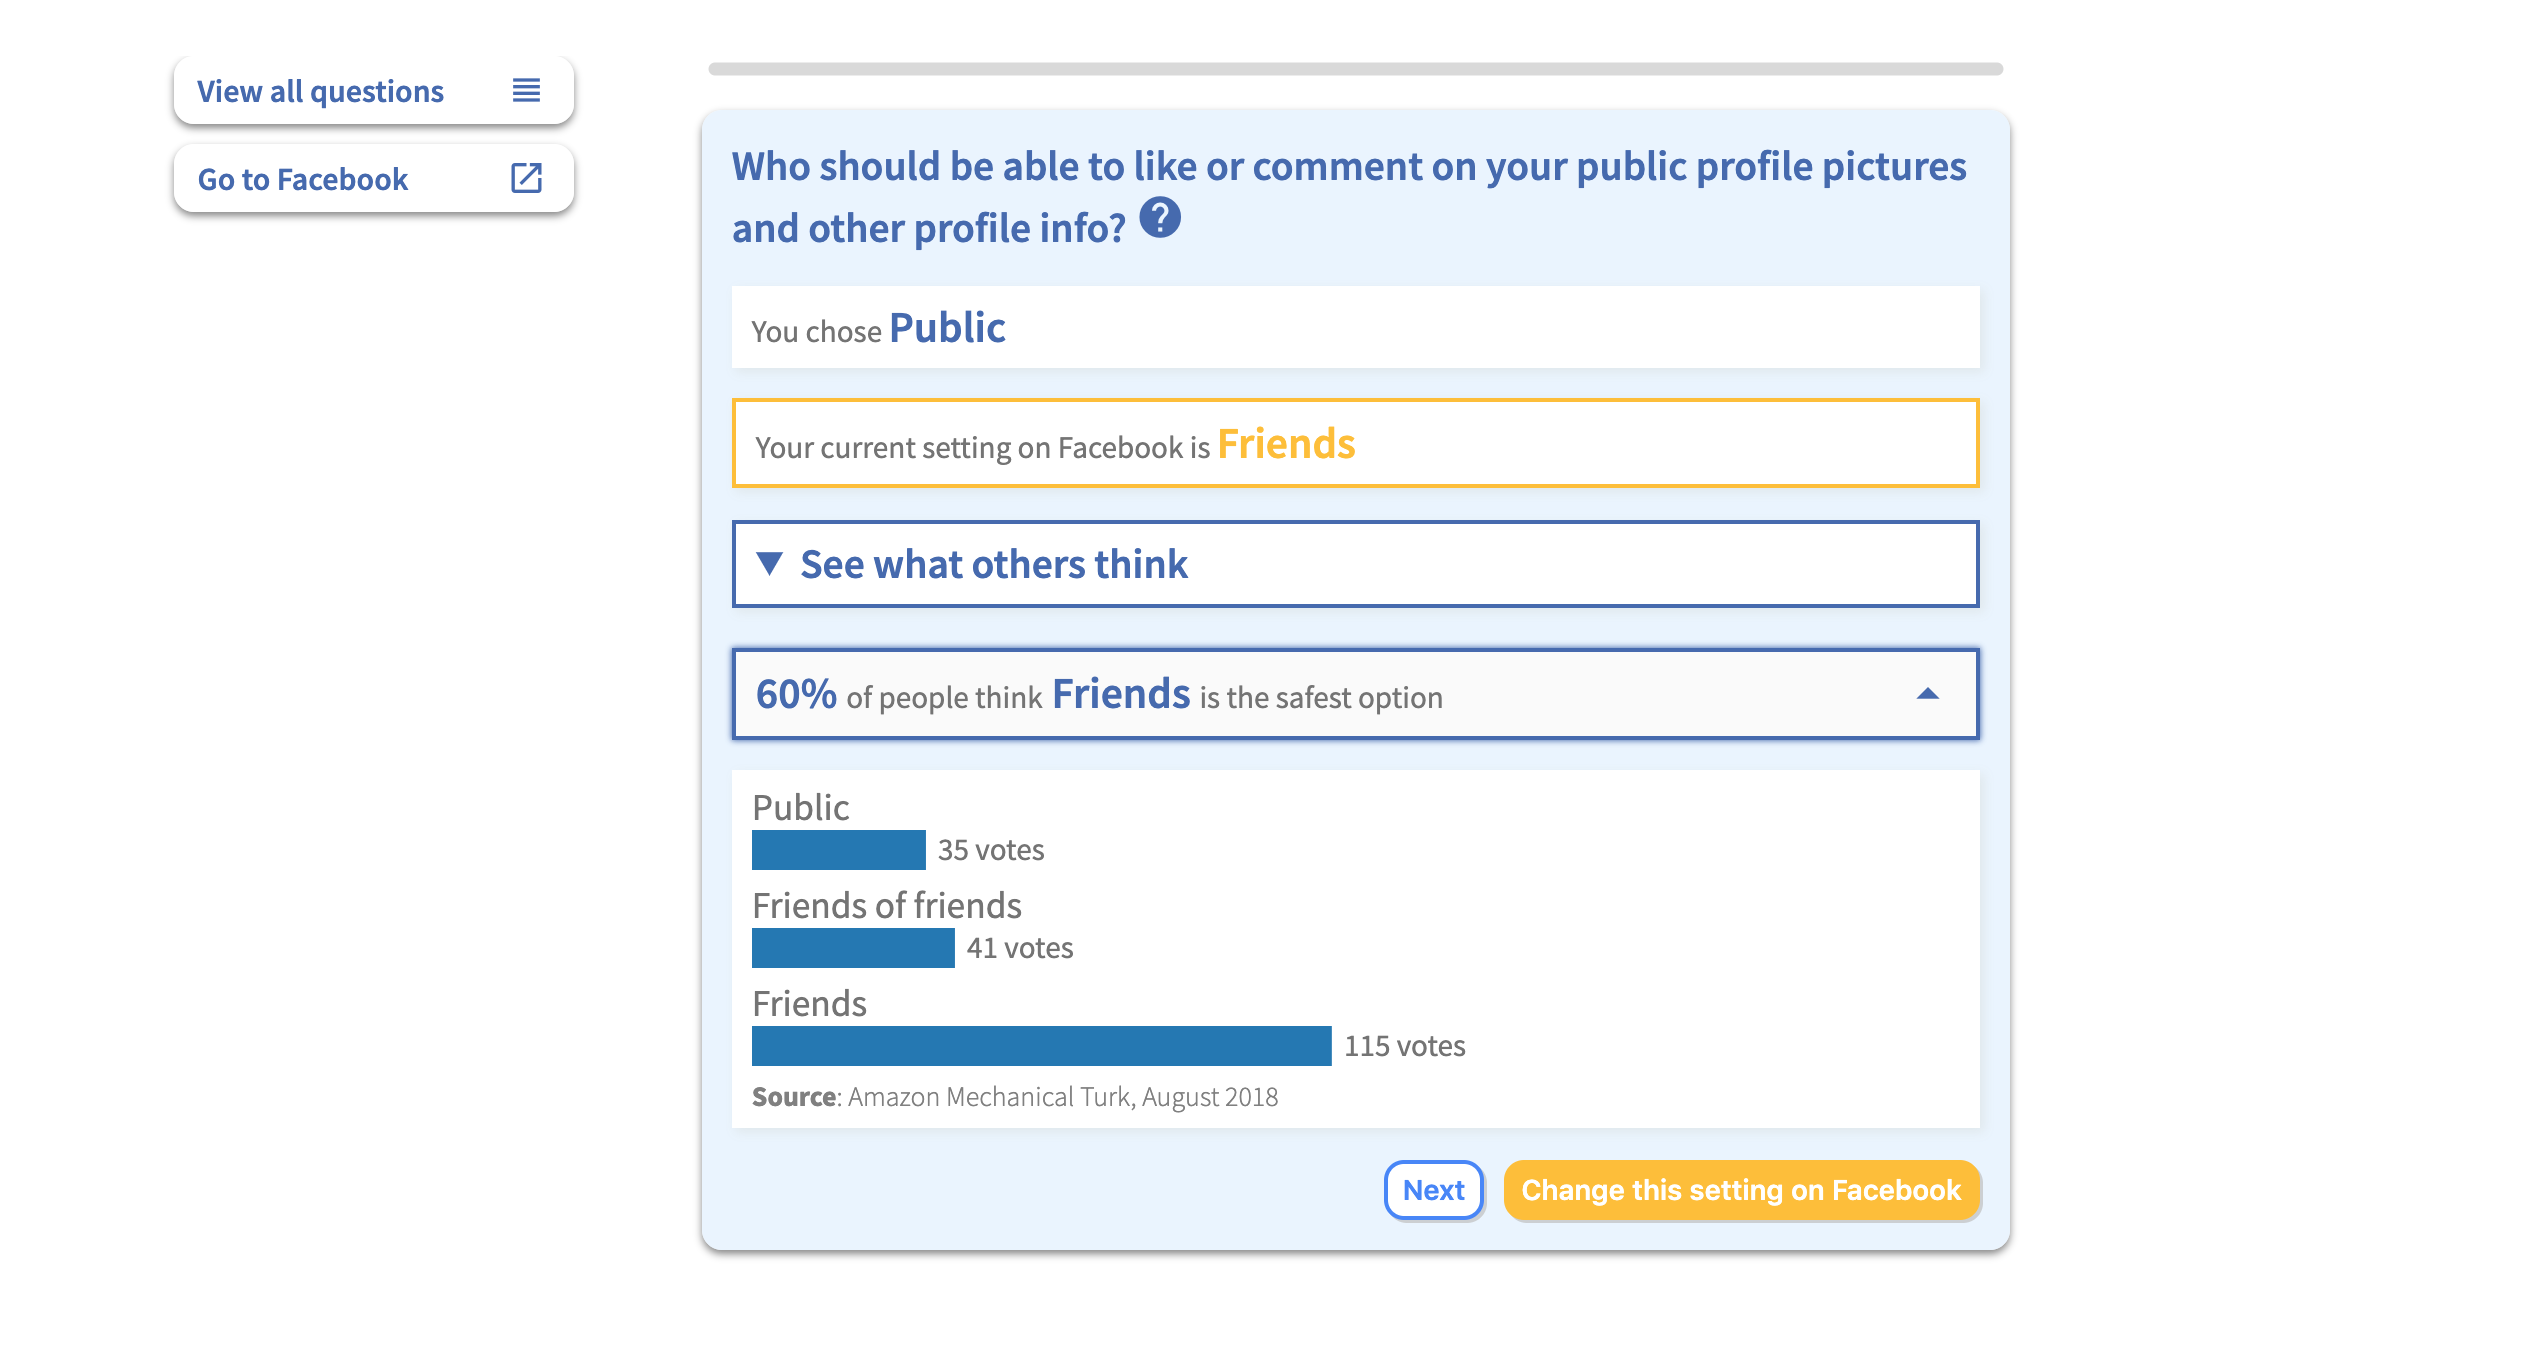 View all questions
Go to Facebook
Who should be able to like or comment on your public profile pictures
and other profile info?
You chose Public
Your current setting on Facebook is Friends
See what others think
60% of people think Friends is the safest option
Public
35 votes
Friends of friends
41 votes
Friends
115 votes
Source: Amazon Mechanical Turk, August 2018
Next
Change this setting on Facebook